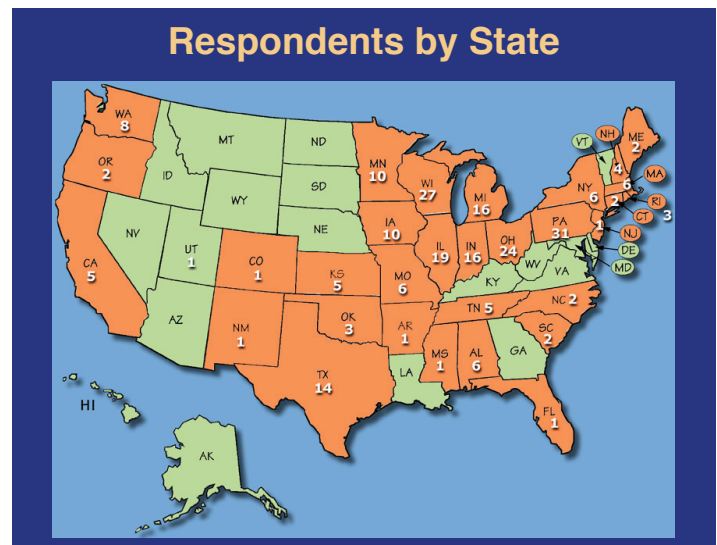 Respondents by State
WA
8
MT
ND
MN
10
OR
2
ID
SD
WI
27
MI
16
VT
NH
4
ME
2
MA
6
RI
3
CT
2
NY
6
WY
NE
IA
10
PA
31
NJ
1
DE
MD
NV
UT
1
CO
1
KS
5
MO
6
IL
19
IN
16
OH
24
WV
VA
KY
CA
5
AZ
NM
1
OK
3
AR
1
TN 5
NC 2
SC
2
TX
14
LA
MS
1
AL
6
GA
FL
1
HI
AK